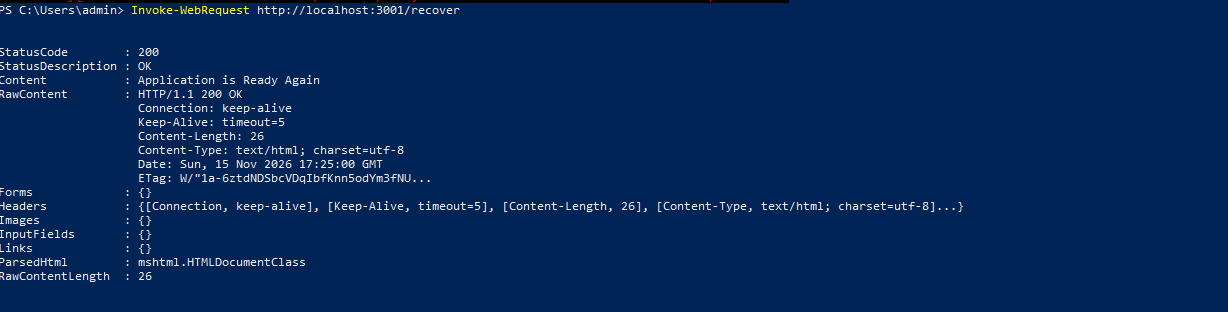 PS C:\Users\admin> Invoke-WebRequest http://localhost:3001/recover
StatusCode : 200
StatusDescription : OK
Content : Application is Ready Again
RawContent : HTTP/1.1 200 OK
Connection: keep-alive
Keep-Alive: timeout=5
Content-Length: 26
Content-Type: text/html; charset=utf-8
Date: Sun, 15 Nov 2026 17:25:00 GMT
ETag: W/"1a-6ztdNDSbcVDqIbfKnn5odYm3fNU...
Forms : {}
Headers : {[Connection, keep-alive], [Keep-Alive, timeout=5], [Content-Length, 26], [Content-Type, text/html; charset=utf-8]...}
Images : {}
InputFields : {}
Links : {}
ParsedHtml : mshtml.HTMLDocumentClass
RawContentLength : 26